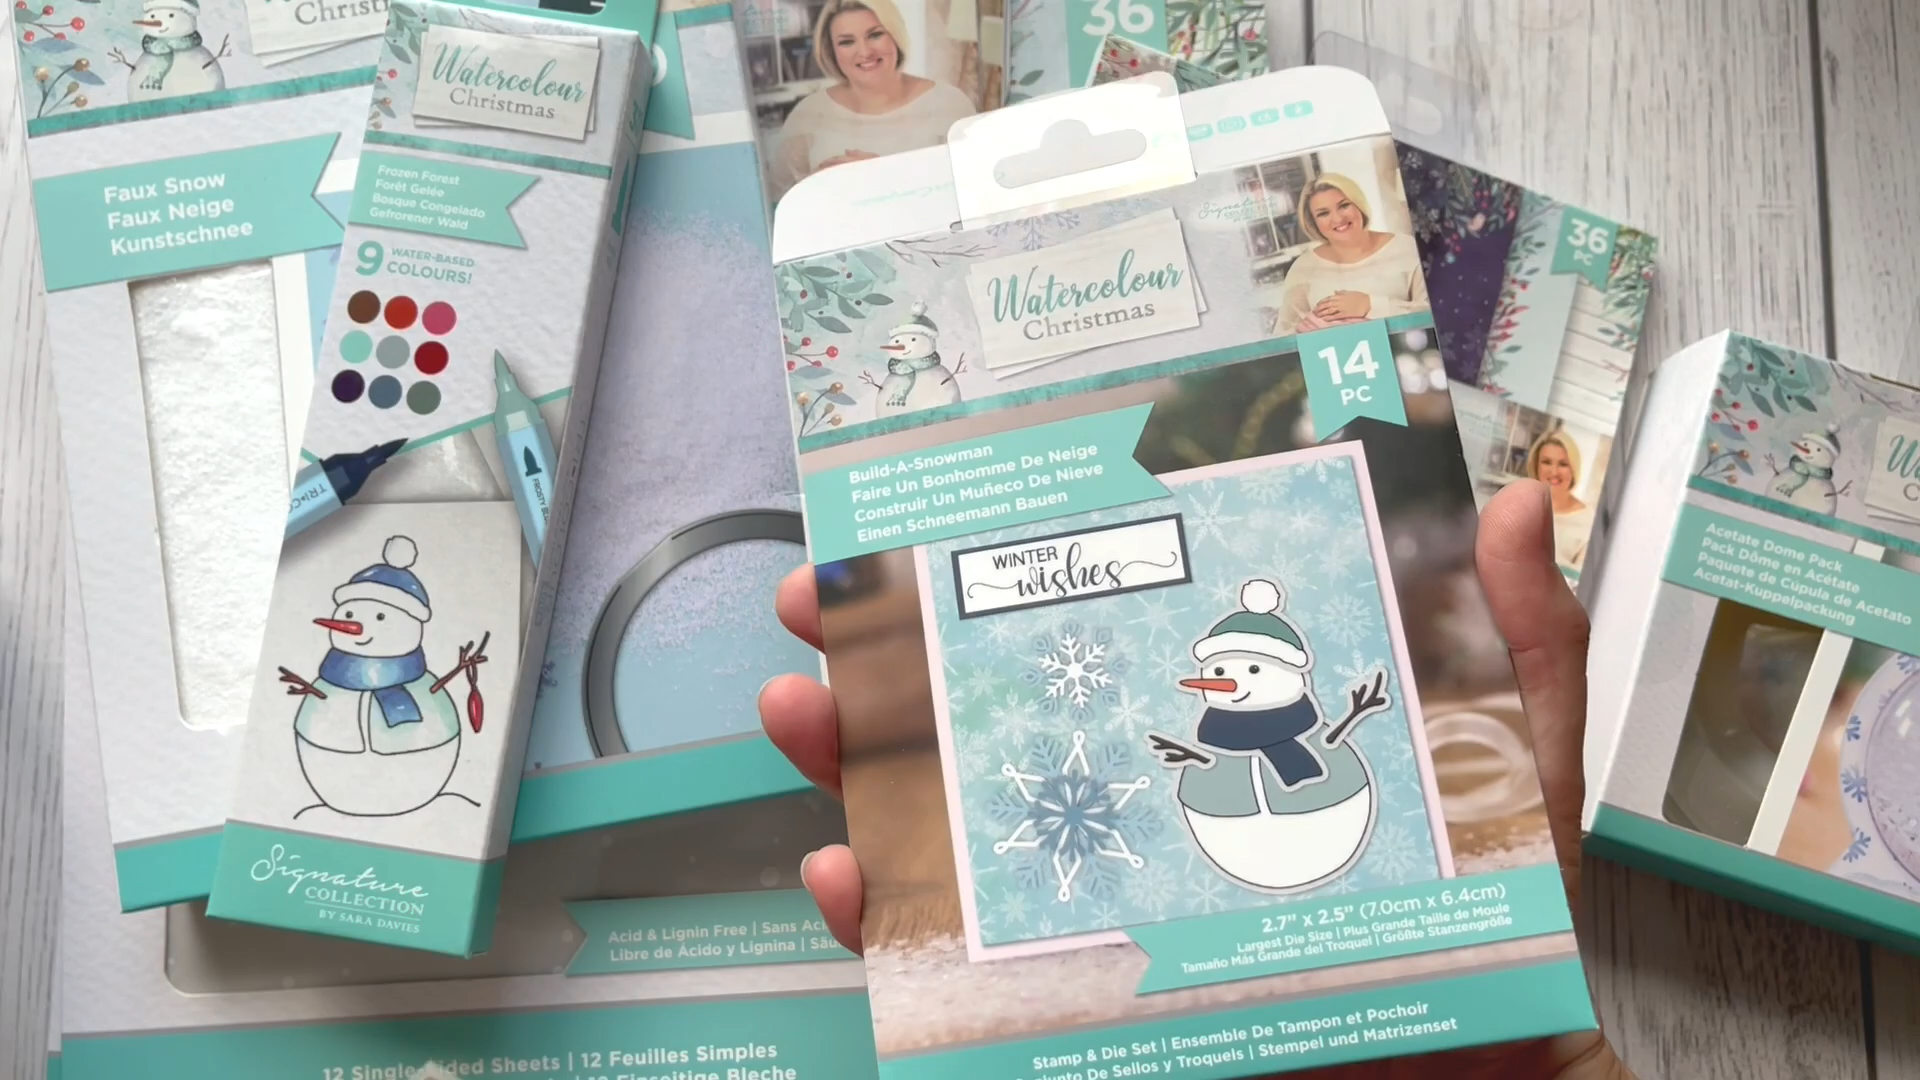 Christ
Faux Snow
Faux Neige
Kunstschnee
Watercolour
Christmas
Frozen Forest
Forêt Gelée
Bosque Congelado
Gefrorener Wald
9 WATER-BASED
COLOURS!
Signature
COLLECTION
BY SARA DAVIES
36
Watercolour
Christmas
14
PC
Build-A-Snowman
Faire Un Bonhomme De Neige
Construir Un Muñeco De Nieve
Einen Schneemann Bauen
WINTER
wishes
2.7" x 2.5" (7.0cm x 6.4cm)
Largest Die Size | Plus Grande Taille de Moule
Tamaño Más Grande del Troquel | Größte Stanzengröße
Stamp & Die Set | Ensemble De Tampon et Pochoir
de Sellos y Troquels | Stempel und Matrizenset
36
PC
Acetate Dome Pack
Pack Dôme en Acétate
Paquete de Cúpula de Acetato
Acetat-Kuppelpackung
Acid & Lignin Free | Sans Aci
Libre de Ácido y Lignina | Säu
12 Single-Sided Sheets | 12 Feuilles Simples
Einseitige Bleche